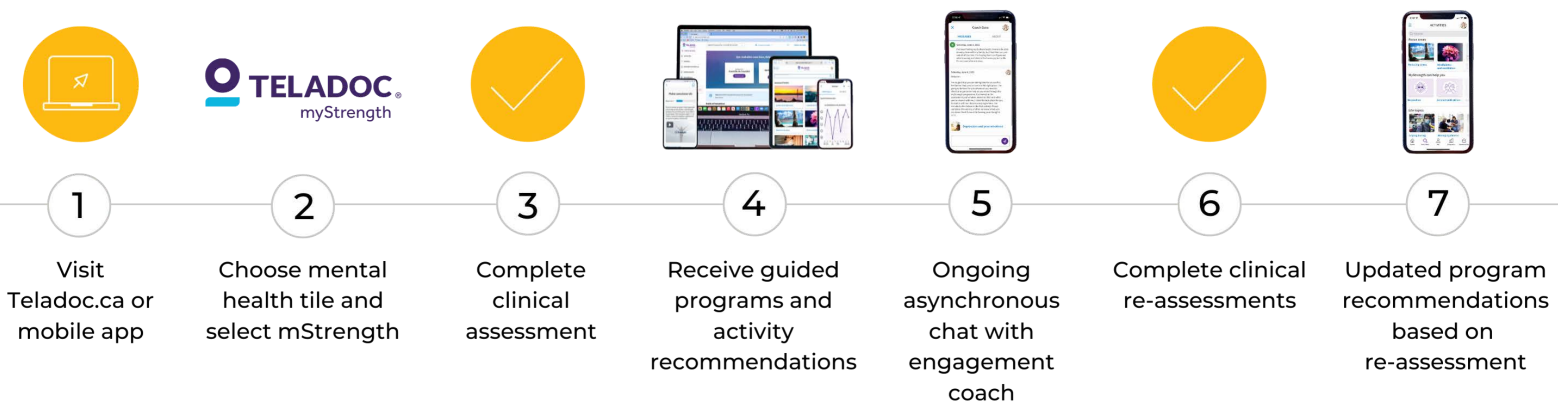 TELADOC®
myStrength
1
2
3
4
5
6
7
Visit
Teladoc.ca or
mobile app
Choose mental
health tile and
select mStrength
Complete
clinical
assessment
Receive guided
programs and
activity
recommendations
Ongoing
asynchronous
chat with
engagement
coach
Complete clinical
re-assessments
Updated program
recommendations
based on
re-assessment